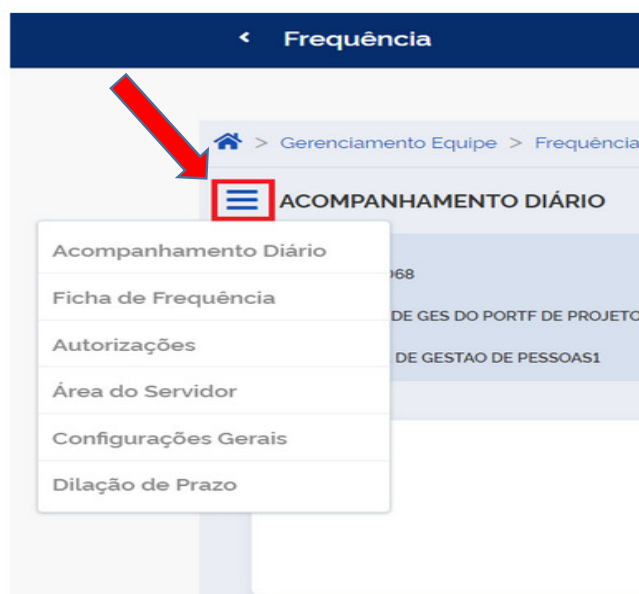 Frequência
> Gerenciamento Equipe > Frequência
ACOMPANHAMENTO DIÁRIO
Acompanhamento Diário
Ficha de Frequência
Autorizações
Área do Servidor
Configurações Gerais
Dilação de Prazo
068
DE GES DO PORTF DE PROJETO
DE GESTAO DE PESSOAS1